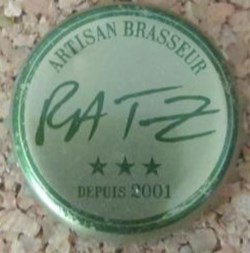 ARTISAN BRASSEUR
RATZ
DEPUIS 2001